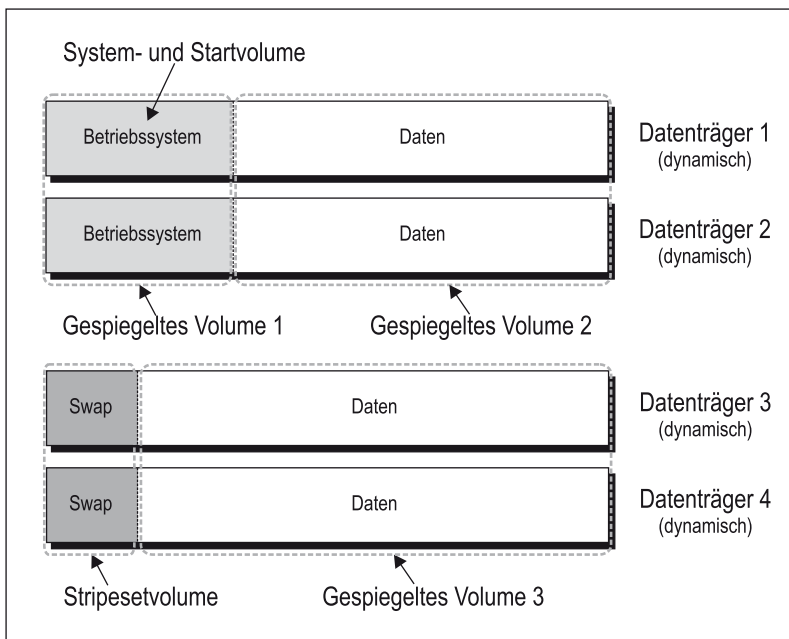 System- und Startvolume
Betriebssystem
Daten
Datenträger 1
(dynamisch)
Betriebssystem
Daten
Datenträger 2
(dynamisch)
Gespiegeltes Volume 1
Gespiegeltes Volume 2
Swap
Daten
Datenträger 3
(dynamisch)
Swap
Daten
Datenträger 4
(dynamisch)
Stripesetvolume
Gespiegeltes Volume 3